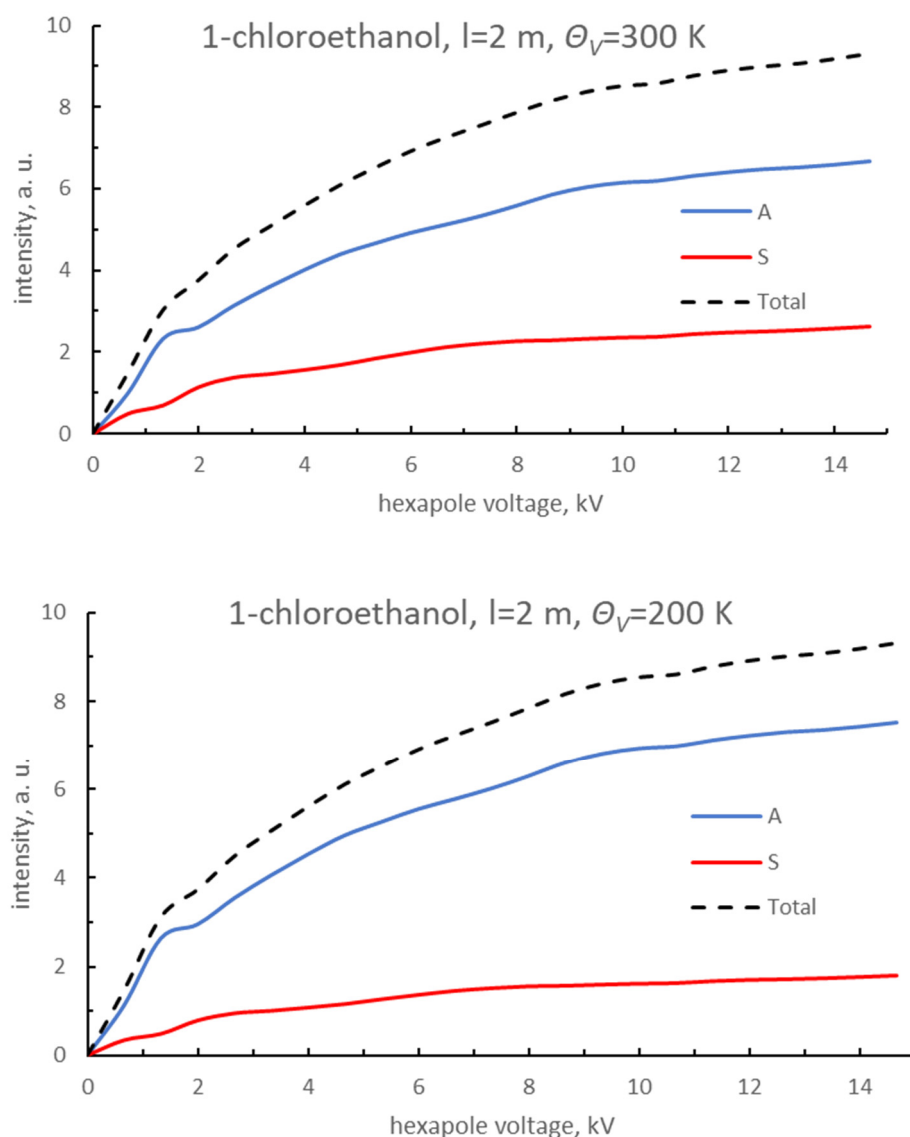 1-chloroethanol, l=2 m, ΘV=300 K
10
8
6
4
2
0
intensity, a. u.
A
S
Total
0 2 4 6 8 10 12 14
hexapole voltage, kV
1-chloroethanol, l=2 m, ΘV=200 K
10
8
6
4
2
0
intensity, a. u.
A
S
Total
0 2 4 6 8 10 12 14
hexapole voltage, kV